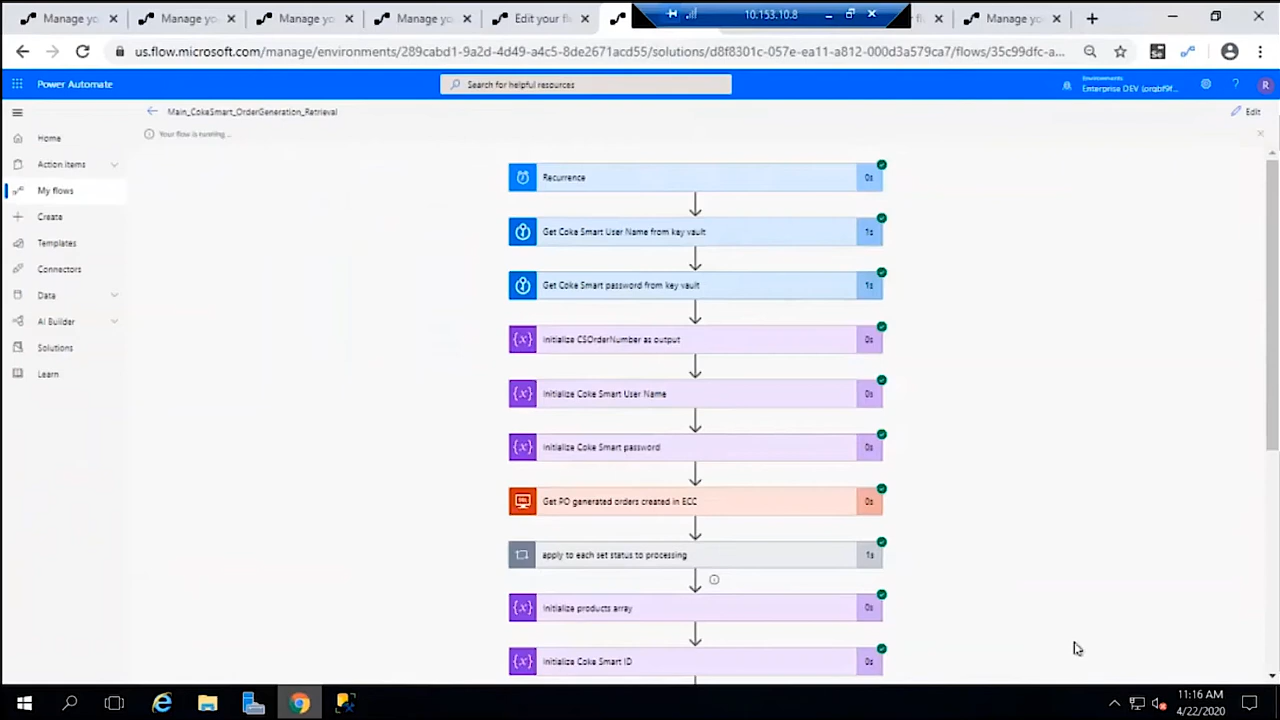 Manage yo
Manage yo
Manage yo
Manage yo
Edit your fl
10.153.10.8
Manage yo
us.flow.microsoft.com/manage/environments/289cabd1-9a2d-4d49-a4c5-8de2671acd55/solutions/d8f8301c-057e-ea11-a812-000d3a579ca7/flows/35c99dfc-a...
Power Automate
Search for helpful resources
Environments
Enterprise DEV (orgbf9f...
?
R
Main_CokeSmart_OrderGeneration_Retrieval
Edit
Your flow is running ...
Home
Action items
My flows
Create
Templates
Connectors
Data
AI Builder
Solutions
Learn
Recurrence
0s
Get Coke Smart User Name from key vault
1s
Get Coke Smart password from key vault
1s
{x} Initialize CSOrderNumber as output
0s
{x} Initialize Coke Smart User Name
0s
{x} Initialize Coke Smart password
0s
Get PO generated orders created in ECC
0s
apply to each set status to processing
1s
{x} Initialize products array
0s
{x} Initialize Coke Smart ID
0s
11:16 AM
4/22/2020